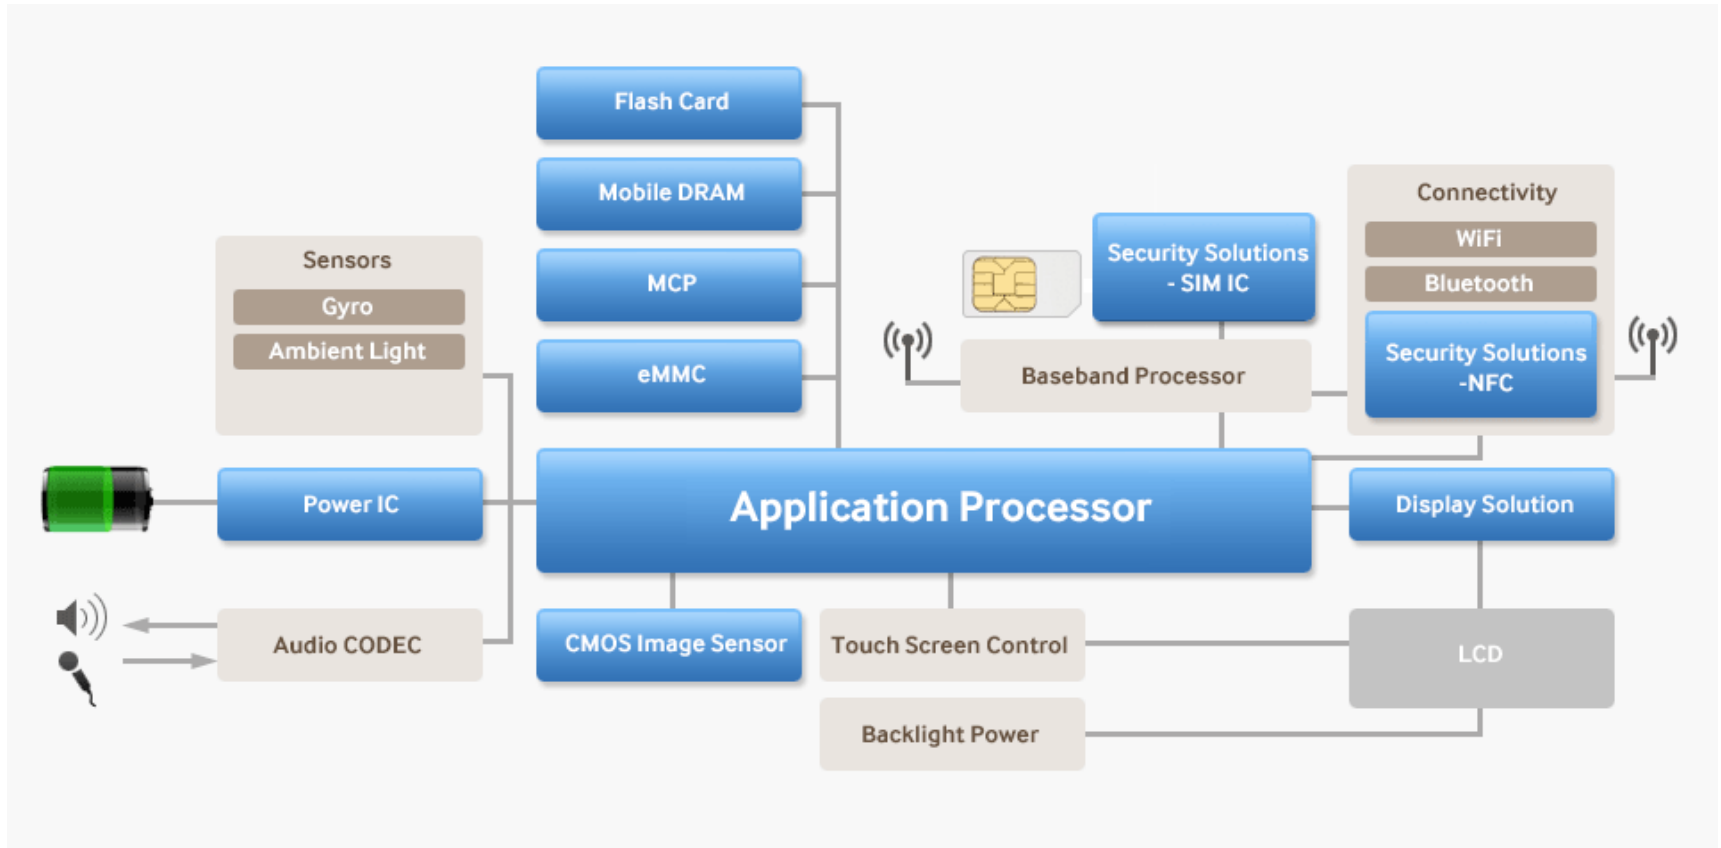 Flash Card
Mobile DRAM
MCP
eMMC
Sensors
Gyro
Ambient Light
Security Solutions
- SIM IC
Connectivity
WiFi
Bluetooth
Security Solutions
-NFC
Baseband Processor
Power IC
Application Processor
Display Solution
Audio CODEC
CMOS Image Sensor
Touch Screen Control
LCD
Backlight Power